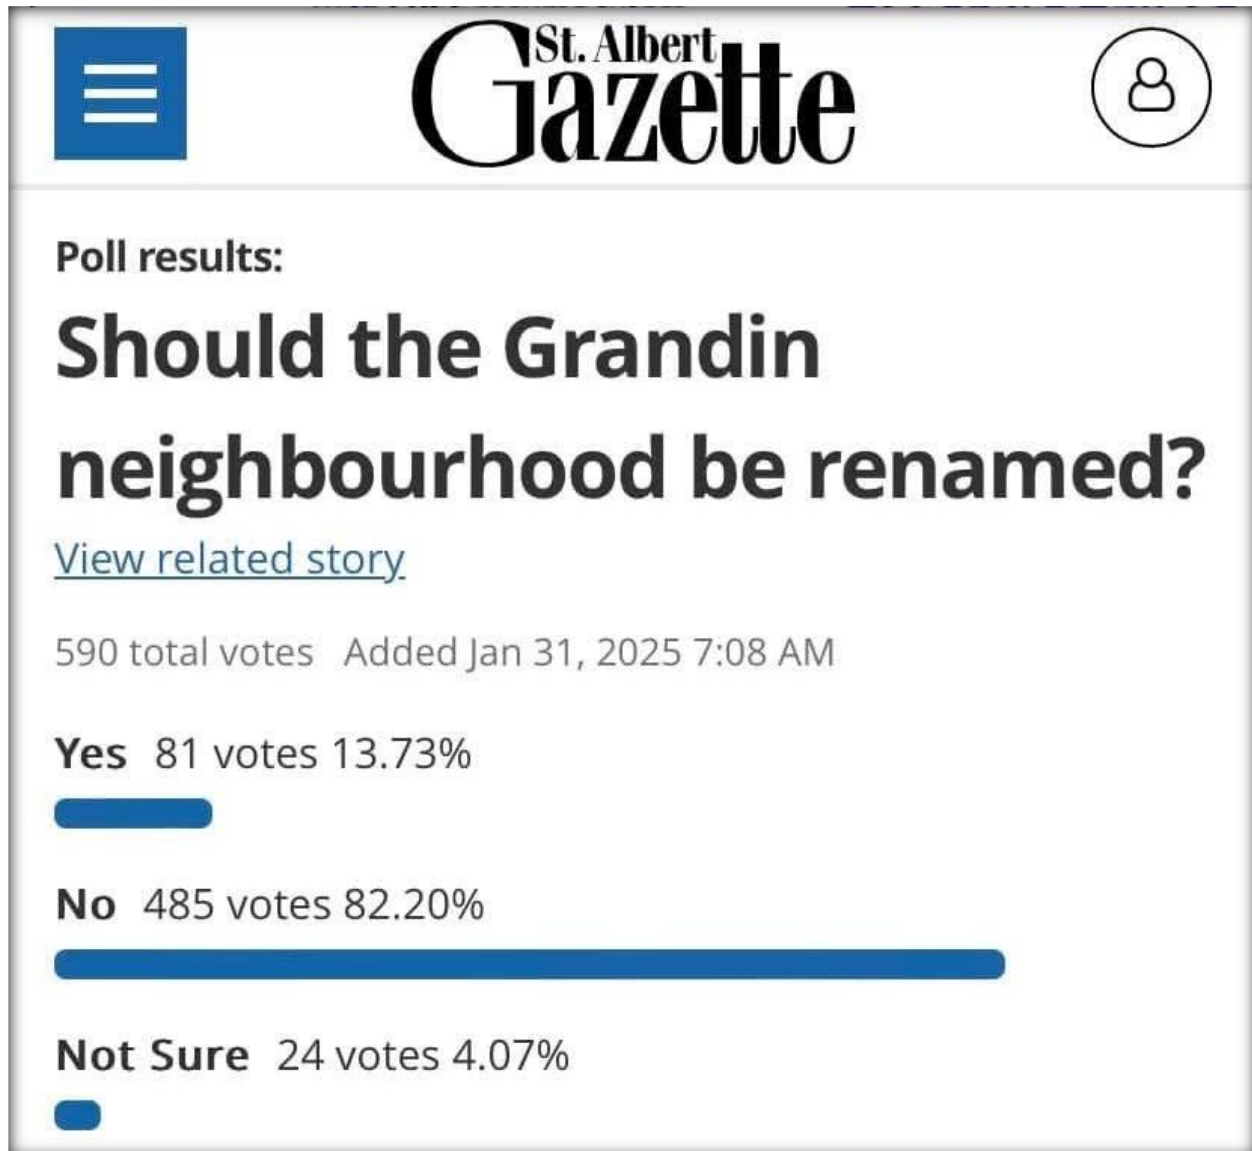 St. Albert
Gazette
Poll results:
Should the Grandin
neighbourhood be renamed?
View related story
590 total votes Added Jan 31, 2025 7:08 AM
Yes 81 votes 13.73%
No 485 votes 82.20%
Not Sure 24 votes 4.07%